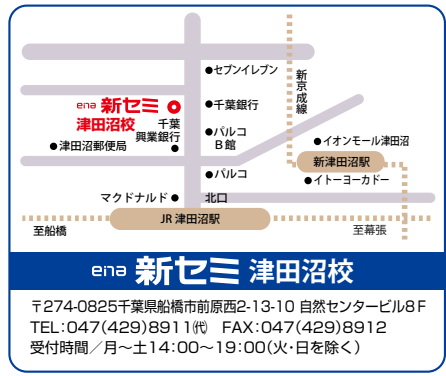 ●セブンイレブン
新京成線
ena 新セミ
津田沼校
●千葉銀行
千葉
興業銀行
●パルコ
B館
●イオンモール津田沼
●津田沼郵便局
新津田沼駅
●パルコ
●イトーヨーカドー
マクドナルド●
北口
JR 津田沼駅
至船橋
至幕張
ena 新セミ 津田沼校
〒274-0825千葉県船橋市前原西2-13-10 自然センタービル8F
TEL:047(429)8911㈹ FAX:047(429)8912
受付時間/月〜土14:00〜19:00(火・日を除く)